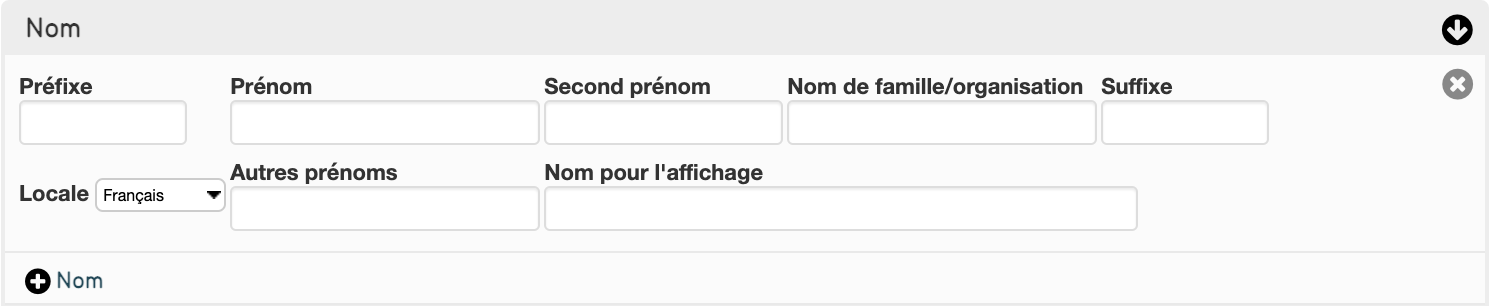 Nom
Préfixe Prénom Second prénom Nom de famille/organisation Suffixe
Autres prénoms Nom pour l'affichage
Locale Français
Nom